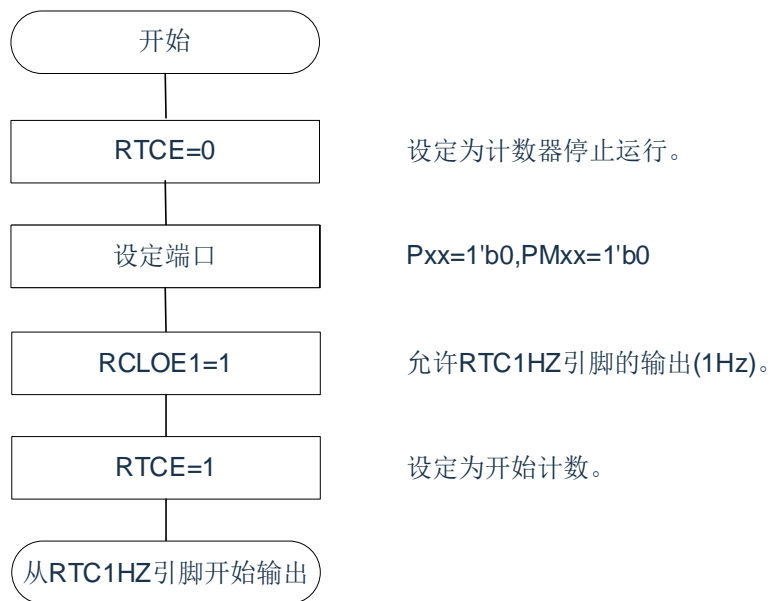 开始
RTCE=0
设定为计数器停止运行。
设定端口
Pxx=1'b0,PMxx=1'b0
RCLOE1=1
允许RTC1HZ引脚的输出(1Hz)。
RTCE=1
设定为开始计数。
从RTC1HZ引脚开始输出